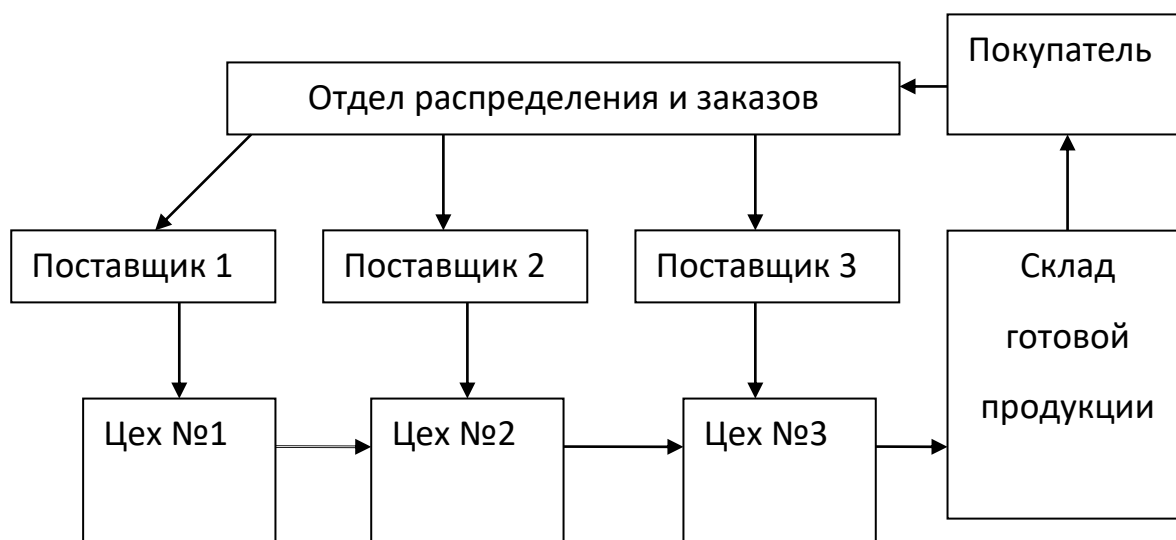 Покупатель
Отдел распределения и заказов
Поставщик 1
Поставщик 2
Поставщик 3
Склад
готовой
продукции
Цех №1
Цех №2
Цех №3